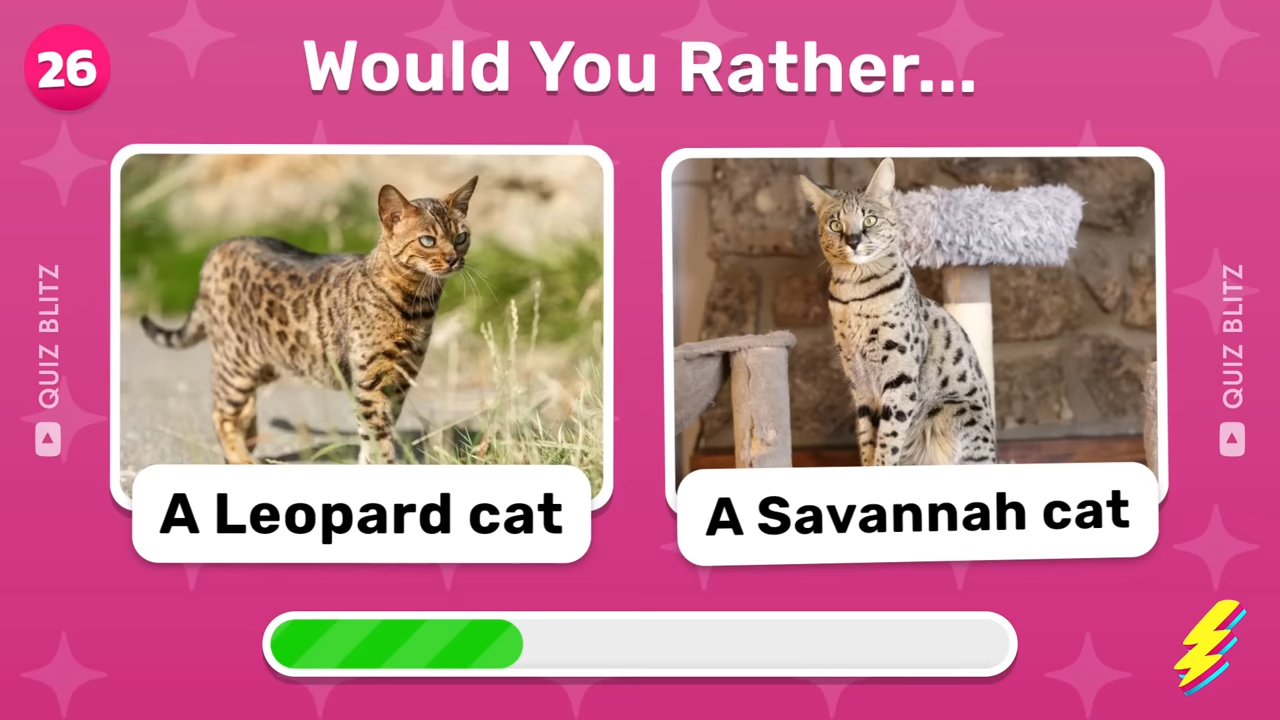 26
Would You Rather...
QUIZ BLITZ
QUIZ BLITZ
A Leopard cat
A Savannah cat